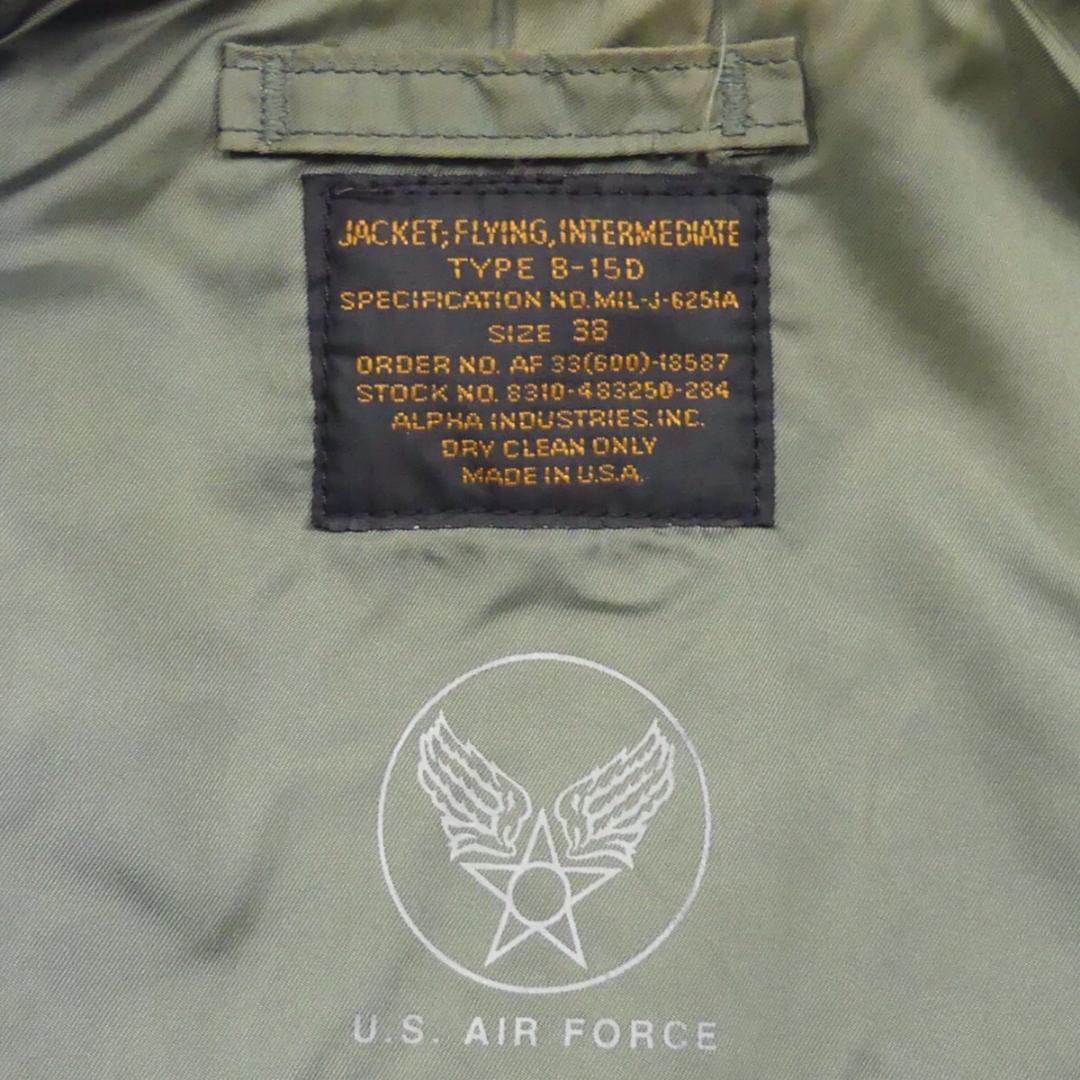 JACKET; FLYING, INTERMEDIATE
TYPE B-15D
SPECIFICATION NO. MIL-J-6251A
SIZE 38
ORDER NO. AF 33(600)-18587
STOCK NO. 8310-483250-284
ALPHA INDUSTRIES. INC.
DRY CLEAN ONLY
MADE IN U.S.A.
U.S. AIR FORCE